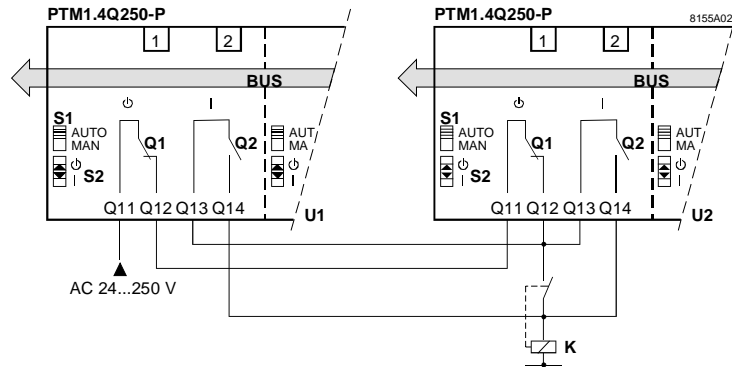 PTM1.4Q250-P PTM1.4Q250-P 8155A02
1 2 1 2
BUS BUS
S1 S1
AUTO AUT AUTO AUT
MAN Q1 Q2 MA MAN Q1 Q2 MA
S2 S2
Q11 Q12 Q13 Q14 U1 Q11 Q12 Q13 Q14 U2
AC 24...250 V
K